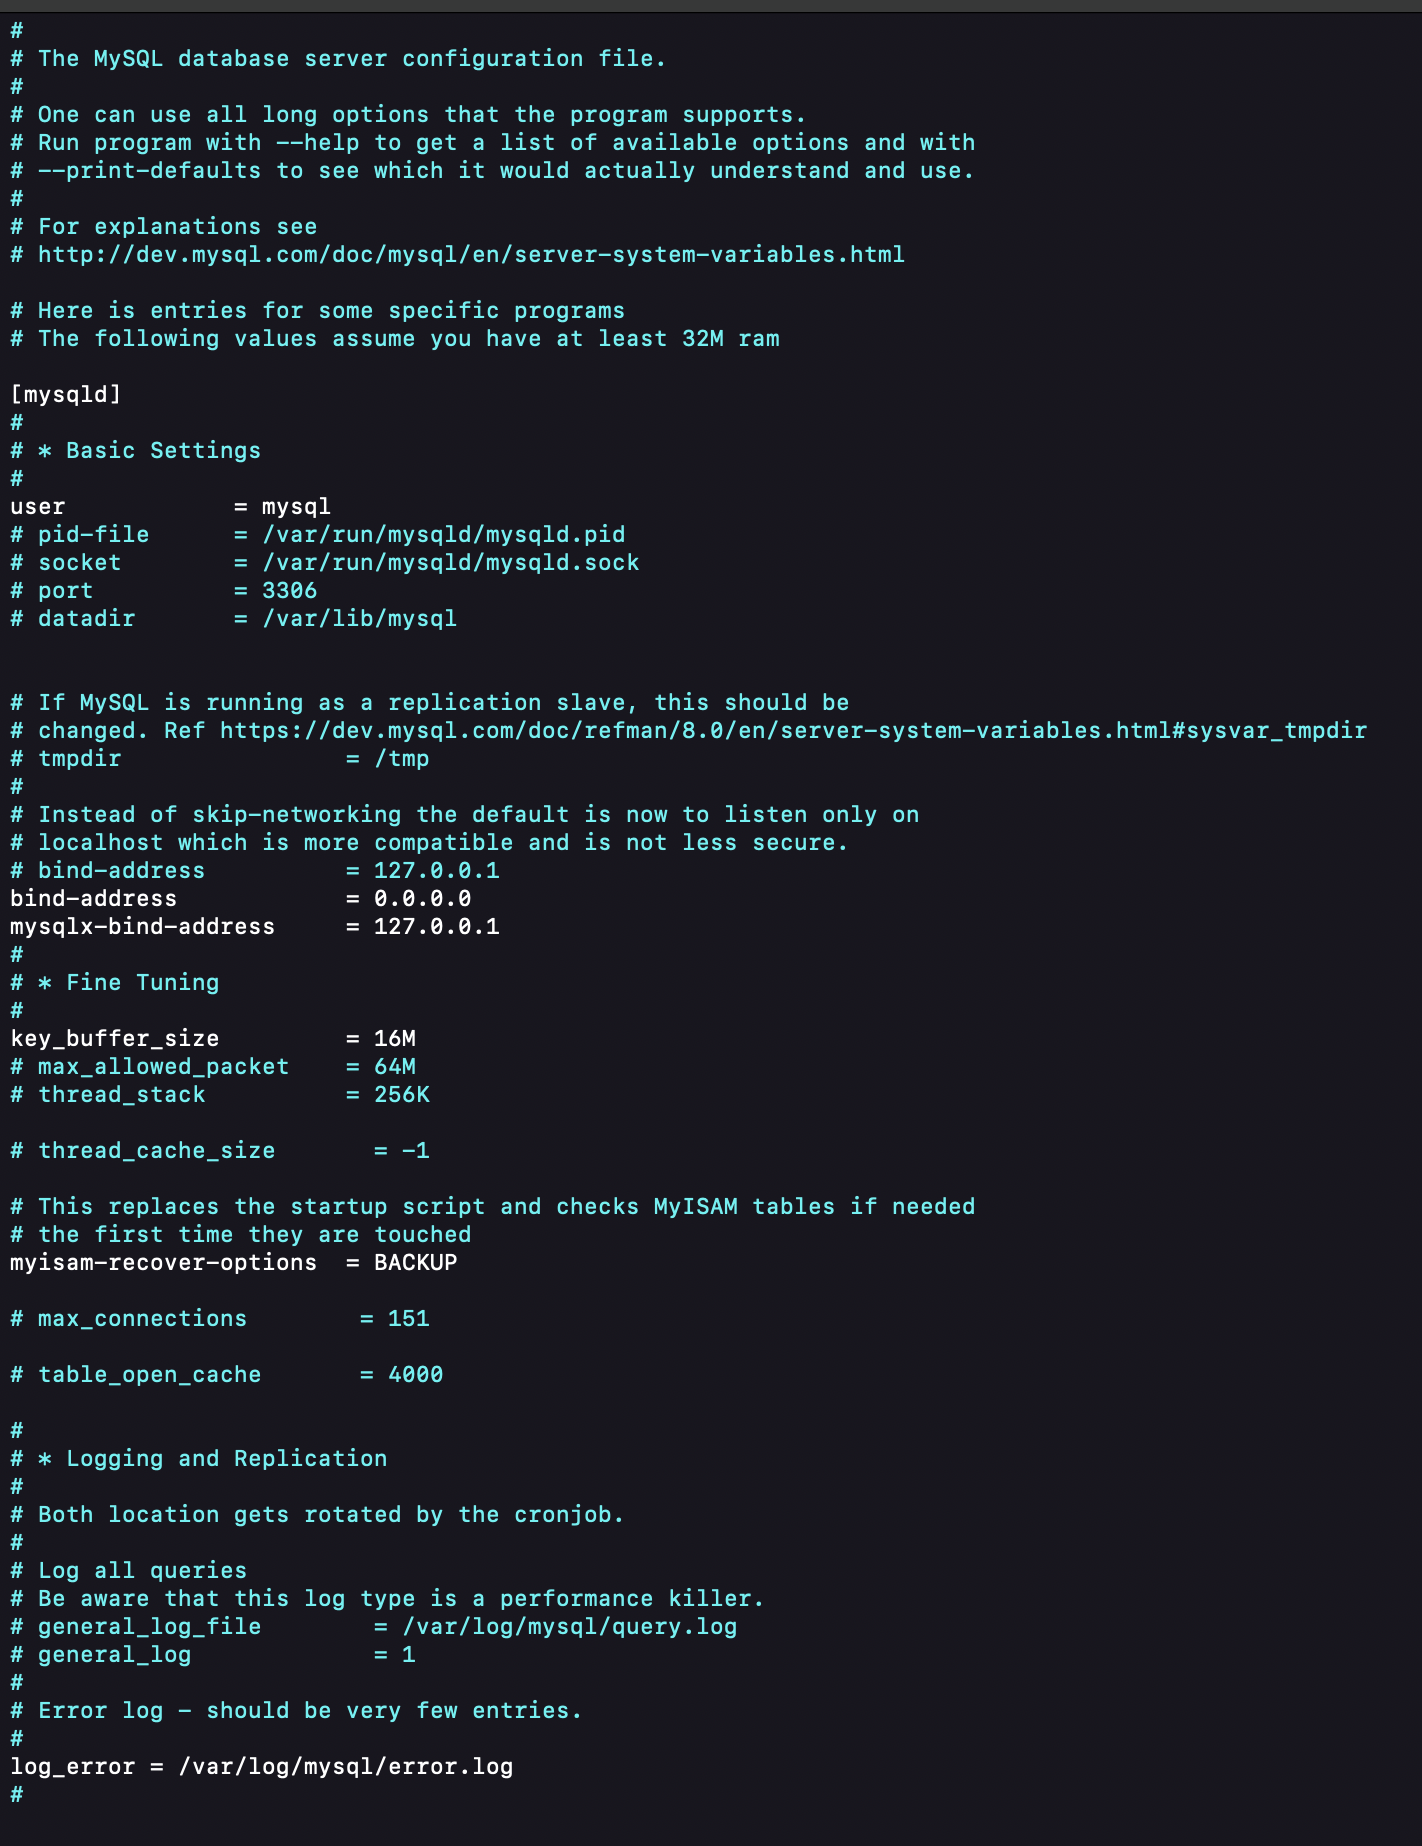 #
# The MySQL database server configuration file.
#
# One can use all long options that the program supports.
# Run program with --help to get a list of available options and with
# --print-defaults to see which it would actually understand and use.
#
# For explanations see
# http://dev.mysql.com/doc/mysql/en/server-system-variables.html

# Here is entries for some specific programs
# The following values assume you have at least 32M ram

[mysqld]
#
# * Basic Settings
#
user            = mysql
# pid-file      = /var/run/mysqld/mysqld.pid
# socket        = /var/run/mysqld/mysqld.sock
# port          = 3306
# datadir       = /var/lib/mysql


# If MySQL is running as a replication slave, this should be
# changed. Ref https://dev.mysql.com/doc/refman/8.0/en/server-system-variables.html#sysvar_tmpdir
# tmpdir                = /tmp
#
# Instead of skip-networking the default is now to listen only on
# localhost which is more compatible and is not less secure.
# bind-address          = 127.0.0.1
bind-address            = 0.0.0.0
mysqlx-bind-address     = 127.0.0.1
#
# * Fine Tuning
#
key_buffer_size         = 16M
# max_allowed_packet    = 64M
# thread_stack          = 256K

# thread_cache_size       = -1

# This replaces the startup script and checks MyISAM tables if needed
# the first time they are touched
myisam-recover-options  = BACKUP

# max_connections        = 151

# table_open_cache       = 4000

#
# * Logging and Replication
#
# Both location gets rotated by the cronjob.
#
# Log all queries
# Be aware that this log type is a performance killer.
# general_log_file        = /var/log/mysql/query.log
# general_log             = 1
#
# Error log - should be very few entries.
#
log_error = /var/log/mysql/error.log
#